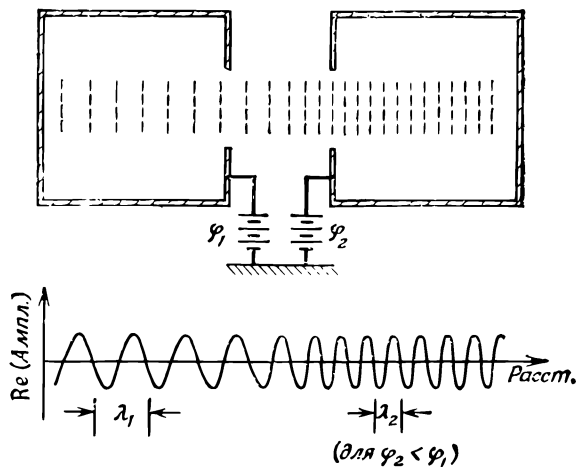 φ₁ φ₂
Re (Ампл.)
Расст.
λ₁ λ₂
(для φ₂ < φ₁)